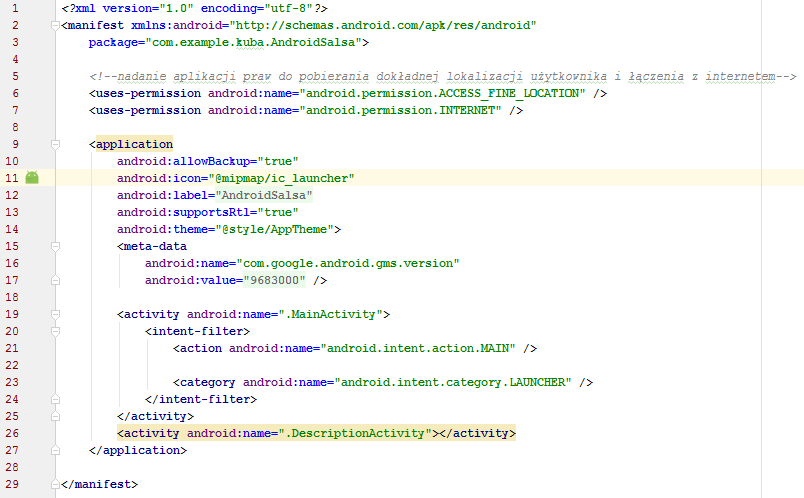 1 <?xml version="1.0" encoding="utf-8"?>
2 <manifest xmlns:android="http://schemas.android.com/apk/res/android"
3     package="com.example.kuba.AndroidSalsa">
4
5     <!--nadanie aplikacji praw do pobierania dokładnej lokalizacji użytkownika i łączenia z internetem-->
6     <uses-permission android:name="android.permission.ACCESS_FINE_LOCATION" />
7     <uses-permission android:name="android.permission.INTERNET" />
8
9     <application
10         android:allowBackup="true"
11         android:icon="@mipmap/ic_launcher"
12         android:label="AndroidSalsa"
13         android:supportsRtl="true"
14         android:theme="@style/AppTheme">
15         <meta-data
16             android:name="com.google.android.gms.version"
17             android:value="9683000" />
18
19         <activity android:name=".MainActivity">
20             <intent-filter>
21                 <action android:name="android.intent.action.MAIN" />
22
23                 <category android:name="android.intent.category.LAUNCHER" />
24             </intent-filter>
25         </activity>
26         <activity android:name=".DescriptionActivity"></activity>
27     </application>
28
29 </manifest>